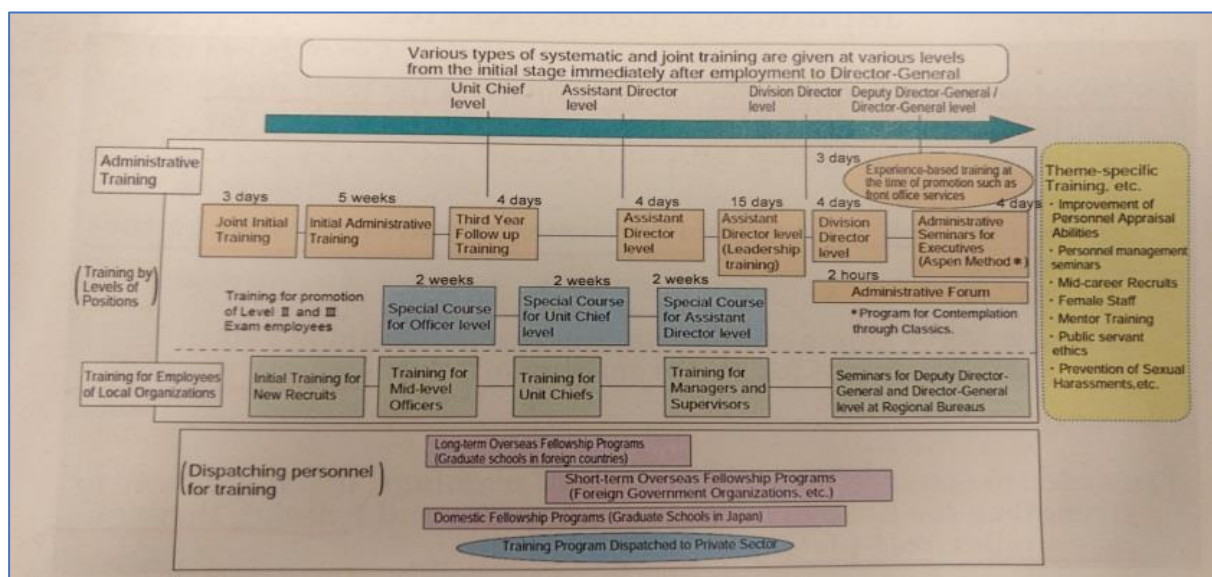 Various types of systematic and joint training are given at various levels
from the initial stage immediately after employment to Director-General
Unit Chief
level
Assistant Director
level
Division Director
level
Deputy Director-General /
Director-General level
Administrative
Training
3 days
Experience-based training at
the time of promotion such as
front office services
3 days
Joint Initial
Training
5 weeks
Initial Administrative
Training
4 days
Third Year
Follow up
Training
4 days
Assistant
Director
level
15 days
Assistant
Director level
(Leadership
training)
4 days
Division
Director
level
4 days
Administrative
Seminars for
Executives
(Aspen Method *)
(Training by
Levels of
Positions)
Training for promotion
of Level II and III
Exam employees
2 weeks
Special Course
for Officer level
2 weeks
Special Course
for Unit Chief
level
2 weeks
Special Course
for Assistant
Director level
2 hours
Administrative Forum
* Program for Contemplation
through Classics.
Training for Employees
of Local Organizations
Initial Training for
New Recruits
Training for
Mid-level
Officers
Training for
Unit Chiefs
Training for
Managers and
Supervisors
Seminars for Deputy Director-
General and Director-General
level at Regional Bureaus
Theme-specific
Training, etc.
· Improvement of
Personnel Appraisal
Abilities
· Personnel management
seminars
· Mid-career Recruits
· Female Staff
· Mentor Training
· Public servant
ethics
· Prevention of Sexual
Harassments,etc.
(Dispatching personnel
for training)
Long-term Overseas Fellowship Programs
(Graduate schools in foreign countries)
Short-term Overseas Fellowship Programs
(Foreign Government Organizations, etc.)
Domestic Fellowship Programs (Graduate Schools in Japan)
Training Program Dispatched to Private Sector